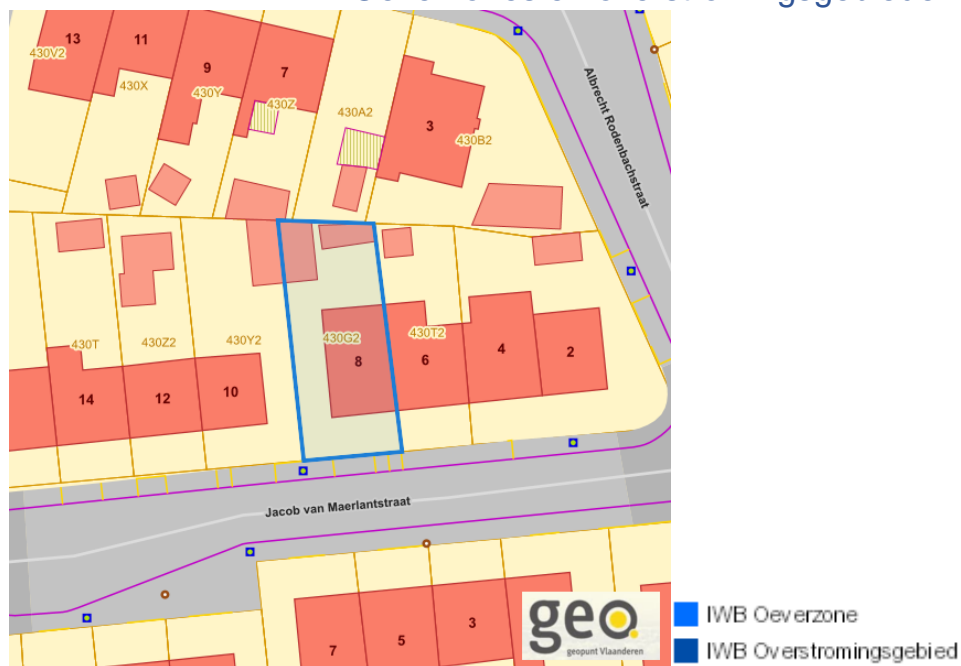 13
11
9
7
430V2
430X
430Y
430Z
430A2
3
430B2
Albrecht Rodenbachstraat
430T
430Z2
430Y2
430G2
430T2
14
12
10
8
6
4
2
Jacob van Maerlantstraat
7
5
3
geo.
geopunt Vlaanderen
IWB Oeverzone
IWB Overstromingsgebied